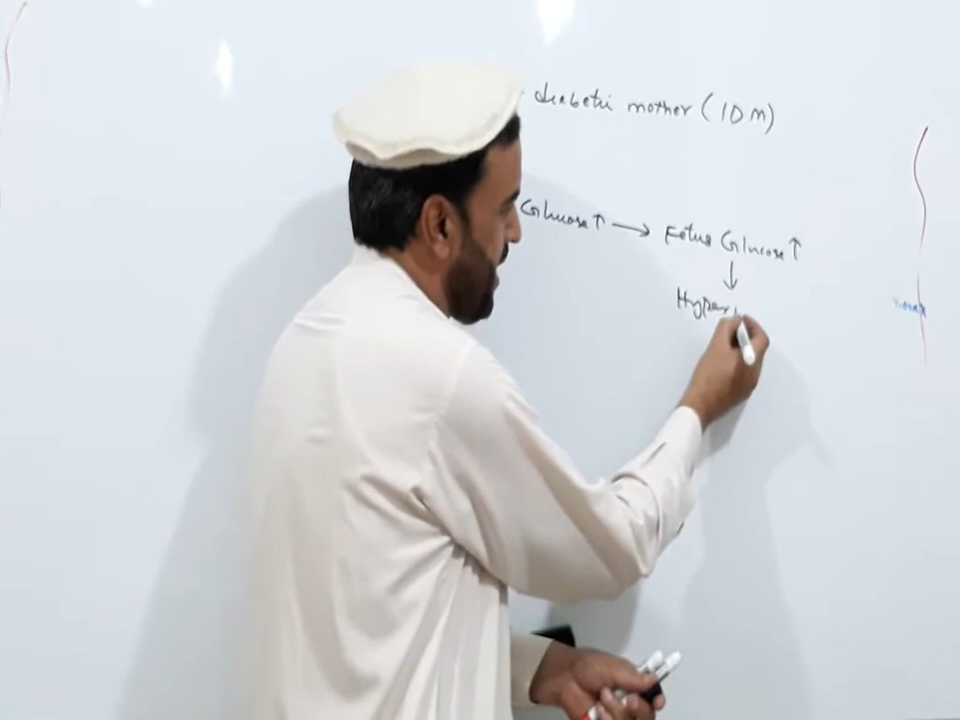 diabetic mother (IDM)
Glucose↑ → Fetus Glucose↑
↓
Hyper